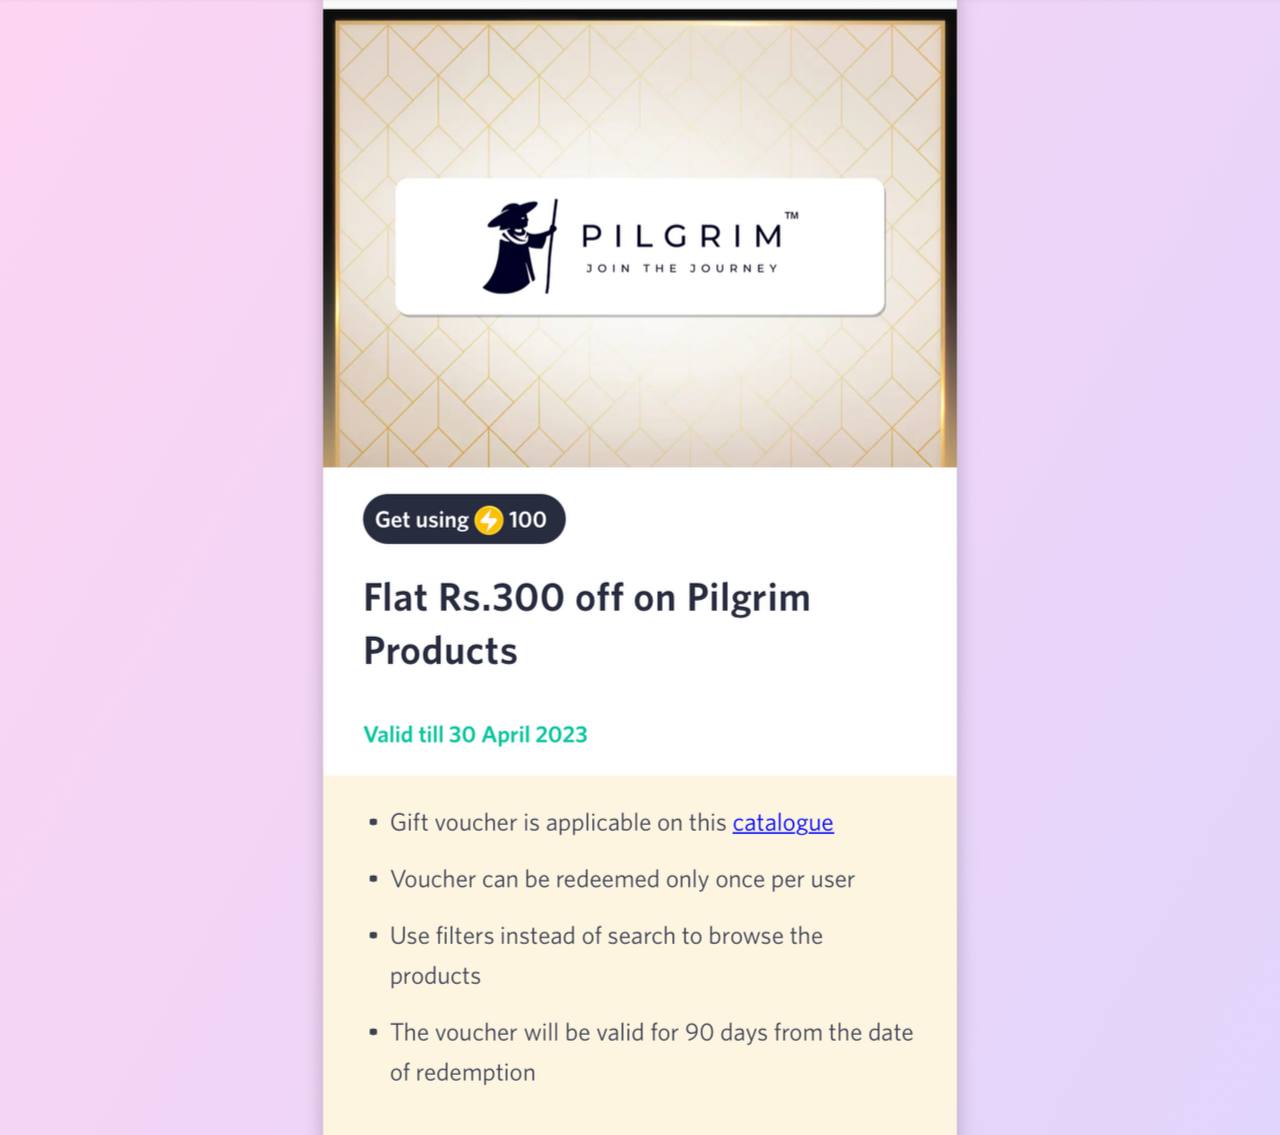 PILGRIM™
JOIN THE JOURNEY
Get using 100
Flat Rs.300 off on Pilgrim
Products
Valid till 30 April 2023
▪ Gift voucher is applicable on this catalogue
▪ Voucher can be redeemed only once per user
▪ Use filters instead of search to browse the
products
▪ The voucher will be valid for 90 days from the date
of redemption